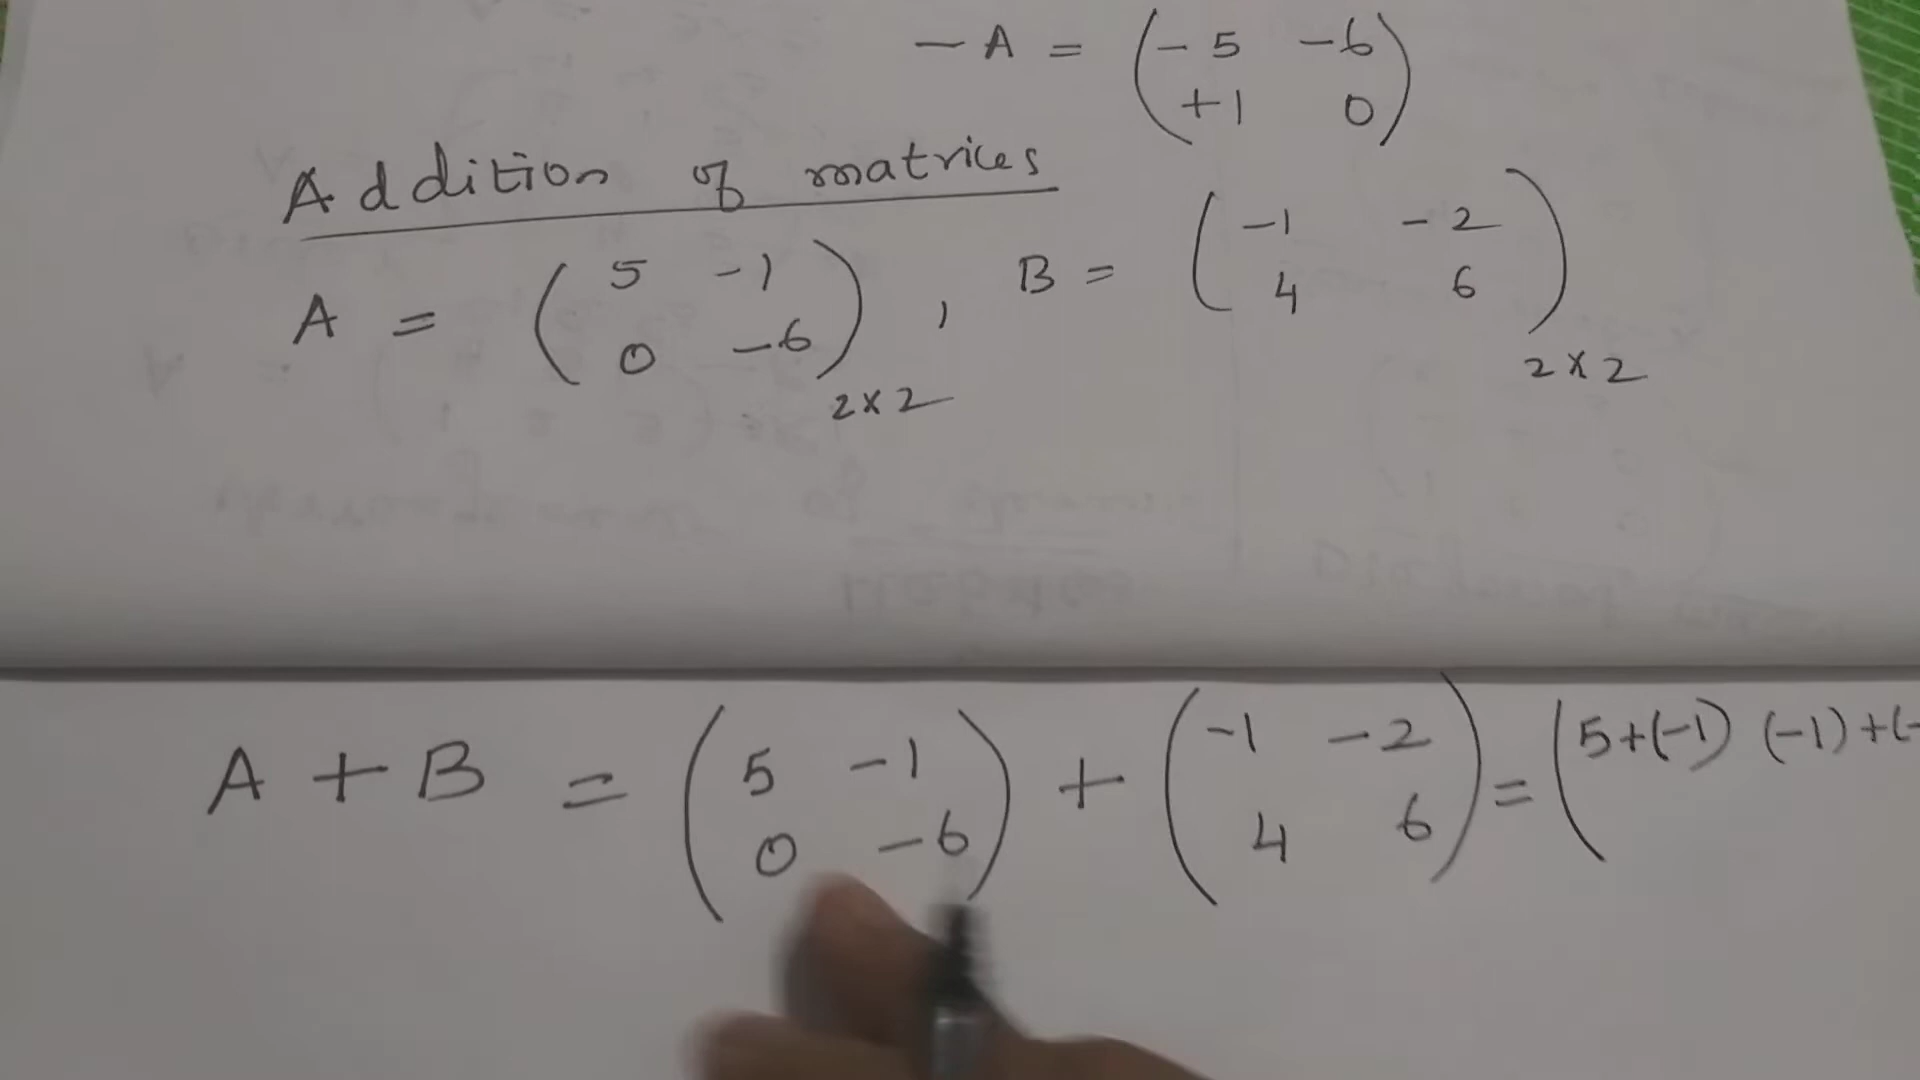 - A = ( - 5 - 6
+1 0 )
Addition of matrices
A = ( 5 -1
0 -6 ) 2×2 , B = ( -1 -2
4 6 ) 2×2
A + B = ( 5 -1
0 -6 ) + ( -1 -2
4 6 ) = ( 5+(-1) (-1)+(-